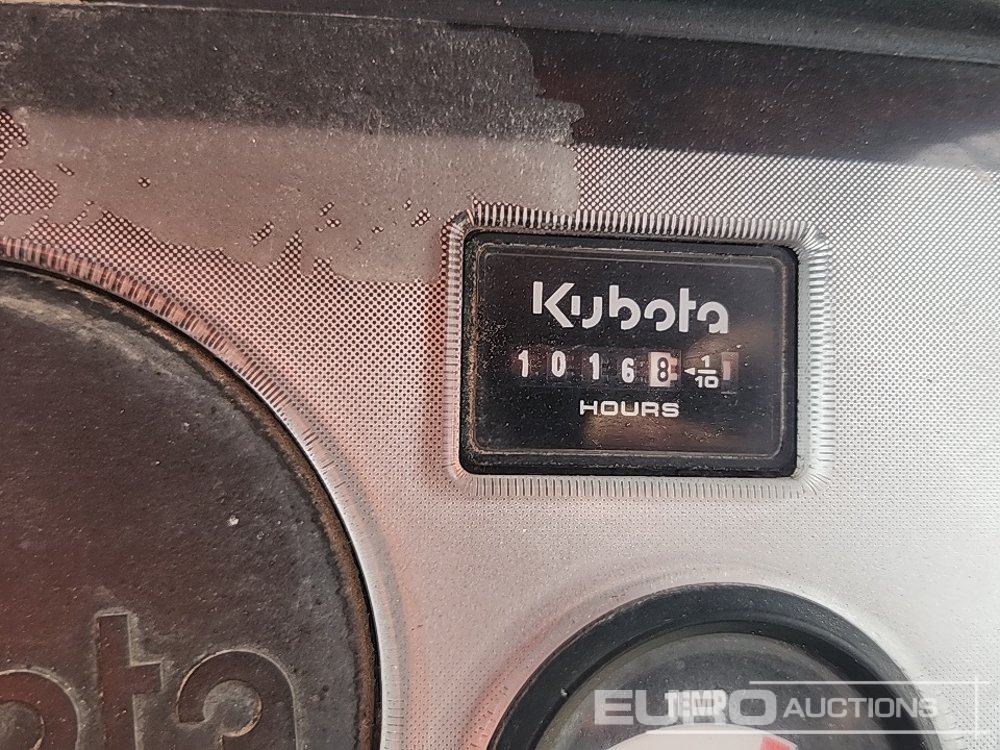 Kubota
10168 1/10
HOURS
TEMP
EURO AUCTIONS